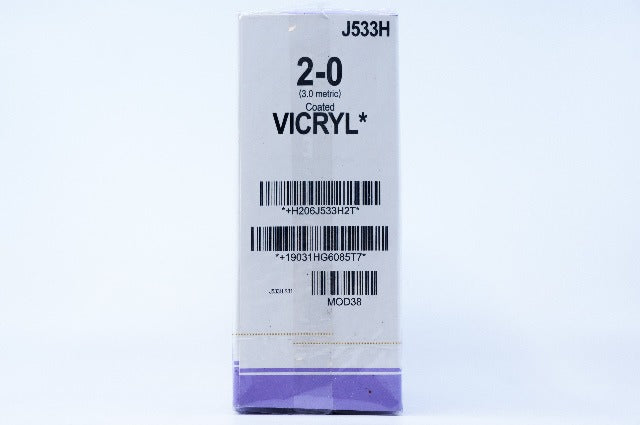 J533H
2-0
(3.0 metric)
Coated
VICRYL*
*+H206J533H2T*
*+19031HG6085T7*
MOD38